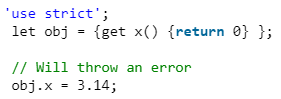 'use strict';
let obj = {get x() {return 0} };
// Will throw an error
obj.x = 3.14;